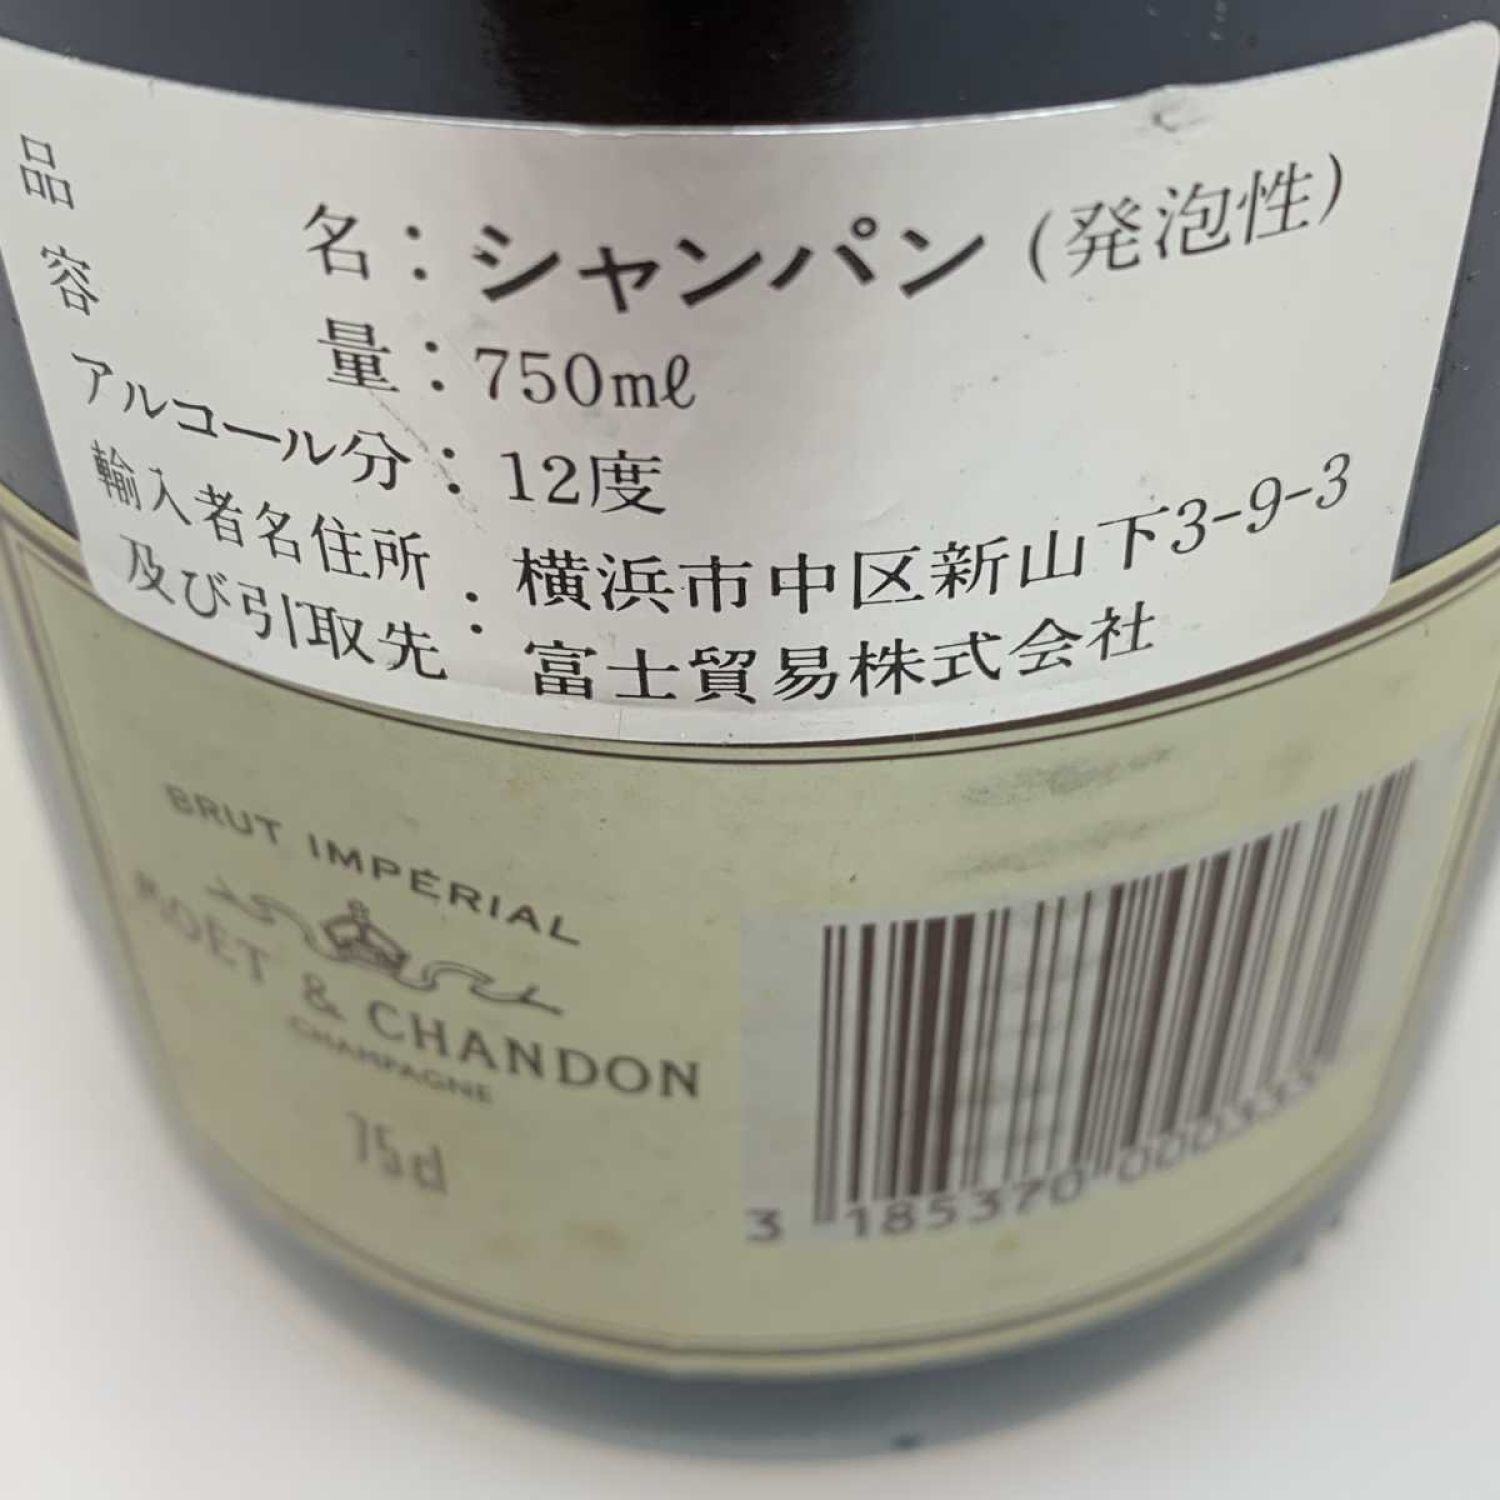 品名：シャンパン（発泡性）
容量：750mℓ
アルコール分：12度
輸入者名住所：横浜市中区新山下3-9-3
及び引取先 富士貿易株式会社
BRUT IMPÉRIAL
MOËT & CHANDON
CHAMPAGNE
75cl
3 185370 000335